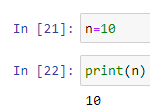 In [21]: n=10
In [22]: print(n)
10